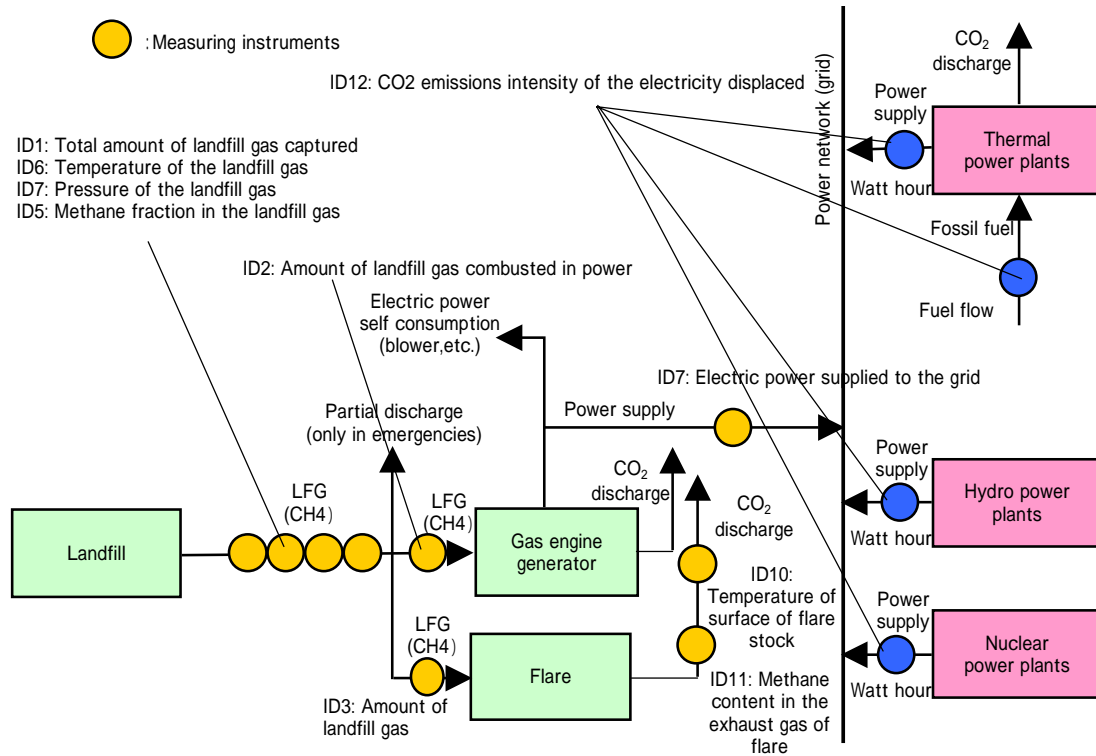 : Measuring instruments
ID12: CO2 emissions intensity of the electricity displaced
ID1: Total amount of landfill gas captured
ID6: Temperature of the landfill gas
ID7: Pressure of the landfill gas
ID5: Methane fraction in the landfill gas
ID2: Amount of landfill gas combusted in power
Electric power
self consumption
(blower,etc.)
Partial discharge
(only in emergencies)
Power supply
ID7: Electric power supplied to the grid
Power network (grid)
CO2
discharge
Power
supply
Thermal
power plants
Watt hour
Fossil fuel
Fuel flow
Landfill
LFG
(CH4)
LFG
(CH4)
Gas engine
generator
CO2
discharge
CO2
discharge
LFG
(CH4)
Flare
ID3: Amount of
landfill gas
ID10:
Temperature of
surface of flare
stock
ID11: Methane
content in the
exhaust gas of
flare
Power
supply
Hydro power
plants
Watt hour
Power
supply
Nuclear
power plants
Watt hour